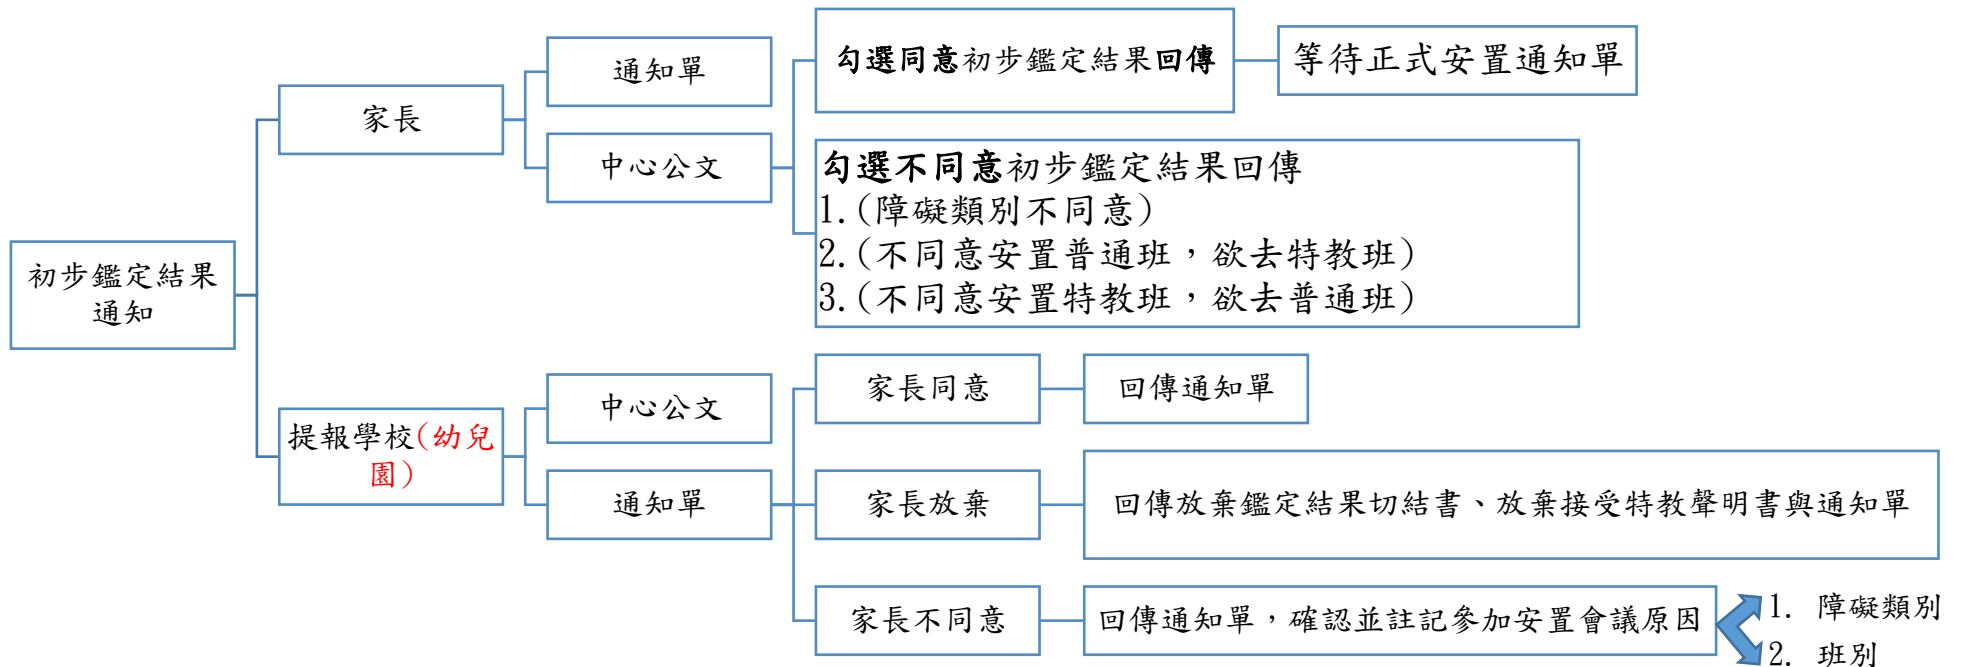 初步鑑定結果
通知
家長
通知單
中心公文
勾選同意初步鑑定結果回傳
等待正式安置通知單
勾選不同意初步鑑定結果回傳
1.(障礙類別不同意)
2.(不同意安置普通班，欲去特教班)
3.(不同意安置特教班，欲去普通班)
提報學校(幼兒
園)
中心公文
通知單
家長同意
回傳通知單
家長放棄
回傳放棄鑑定結果切結書、放棄接受特教聲明書與通知單
家長不同意
回傳通知單，確認並註記參加安置會議原因
1. 障礙類別
2. 班別